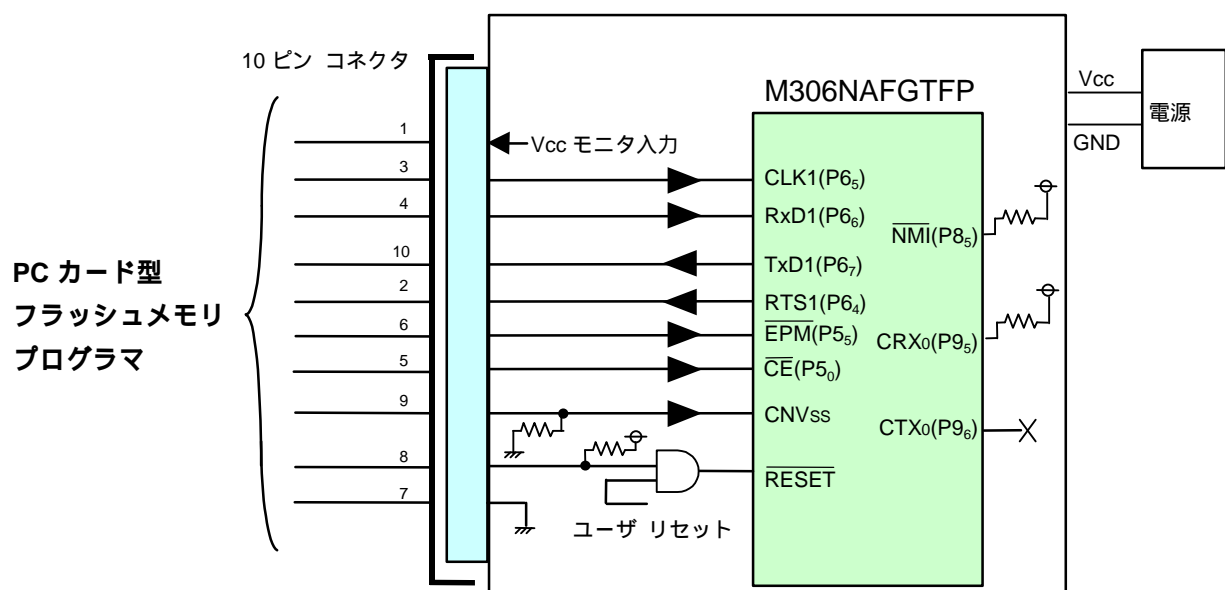 10 ピン コネクタ
M306NAFGTFP
Vcc
電源
GND
1
Vcc モニタ入力
3
CLK1(P6₅)
4
RxD1(P6₆)
NMI(P8₅)
10
TxD1(P6₇)
PC カード型
フラッシュメモリ
プログラマ
2
RTS1(P6₄)
6
EPM(P5₅)
CRX0(P9₅)
5
CE(P5₀)
9
CNVss
CTX0(P9₆)
8
RESET
7
ユーザ リセット